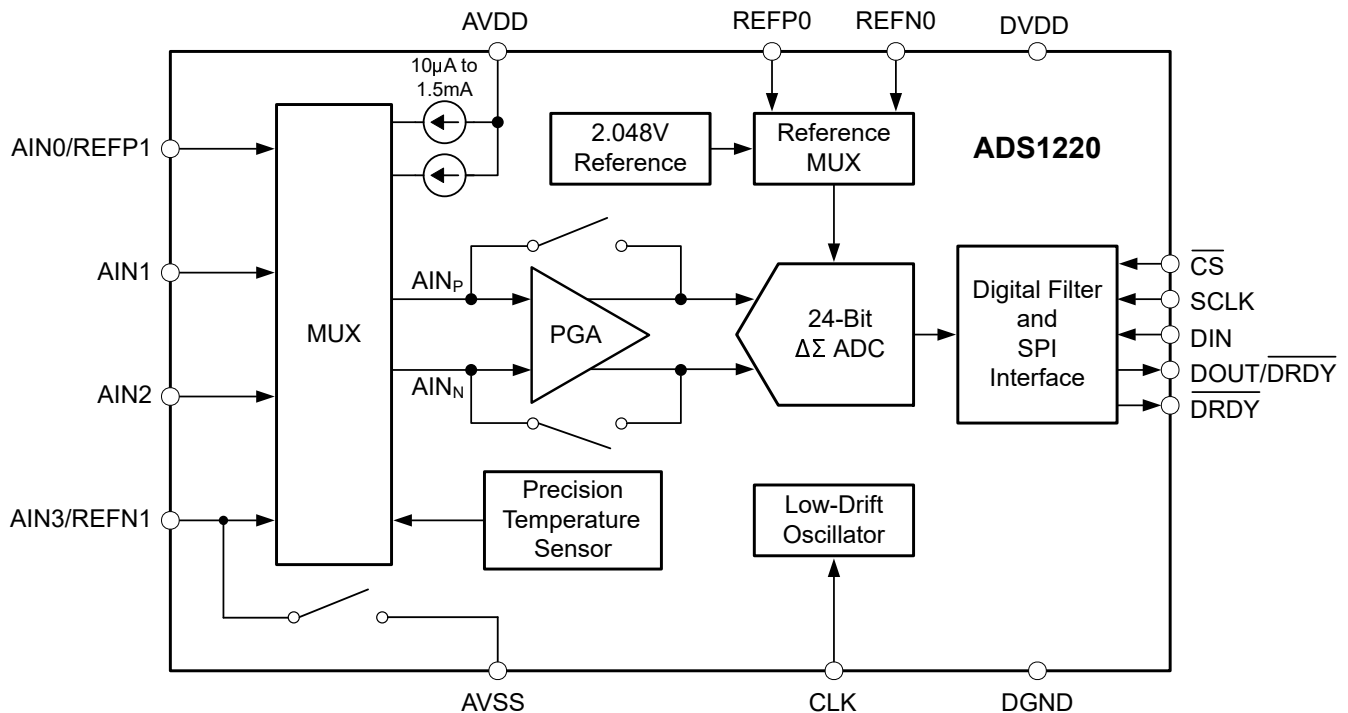 AVDD
REFP0
REFN0
DVDD
10µA to
1.5mA
AIN0/REFP1
2.048V
Reference
Reference
MUX
ADS1220
AIN1
AIN2
AIN3/REFN1
MUX
AINP
AINN
PGA
24-Bit
ΔΣ ADC
Digital Filter
and
SPI
Interface
CS
SCLK
DIN
DOUT/DRDY
DRDY
Precision
Temperature
Sensor
Low-Drift
Oscillator
AVSS
CLK
DGND